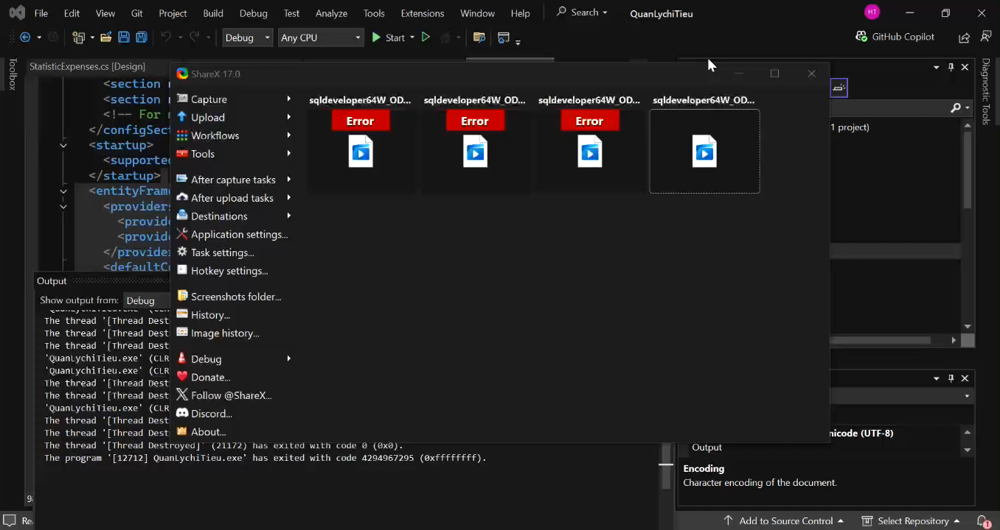 File Edit View Git Project Build Debug Test Analyze Tools Extensions Window Help Search QuanLychiTieu HT
Debug Any CPU Start GitHub Copilot
Toolbox
StatisticExpenses.cs [Design]
<section
<section
<!-- For
</configSect
<startup>
<supporte
</startup>
<entityFrame
<providers
<provid
<provid
</provider
<defaultCo
ShareX 17.0
Capture
Upload
Workflows
Tools
After capture tasks
After upload tasks
Destinations
Application settings...
Task settings...
Hotkey settings...
Screenshots folder...
History...
Image history...
Debug
Donate...
Follow @ShareX...
Discord...
About...
sqldeveloper64W_OD... sqldeveloper64W_OD... sqldeveloper64W_OD... sqldeveloper64W_OD...
Error Error Error
1 project)
Diagnostic Tools
Output
Show output from: Debug
The thread '[Thread Dest
The thread '[Thread Dest
The thread '[Thread Dest
'QuanLychiTieu.exe' (CLR
'QuanLychiTieu.exe' (CLR
The thread '[Thread Dest
The thread '[Thread Dest
'QuanLychiTieu.exe' (CLR
The thread '[Thread Dest
The thread '[Thread Dest
The thread '[Thread Destroyed]' (21172) has exited with code 0 (0x0).
The program '[12712] QuanLychiTieu.exe' has exited with code 4294967295 (0xffffffff).
nicode (UTF-8)
Output
Encoding
Character encoding of the document.
Re
Add to Source Control Select Repository 1